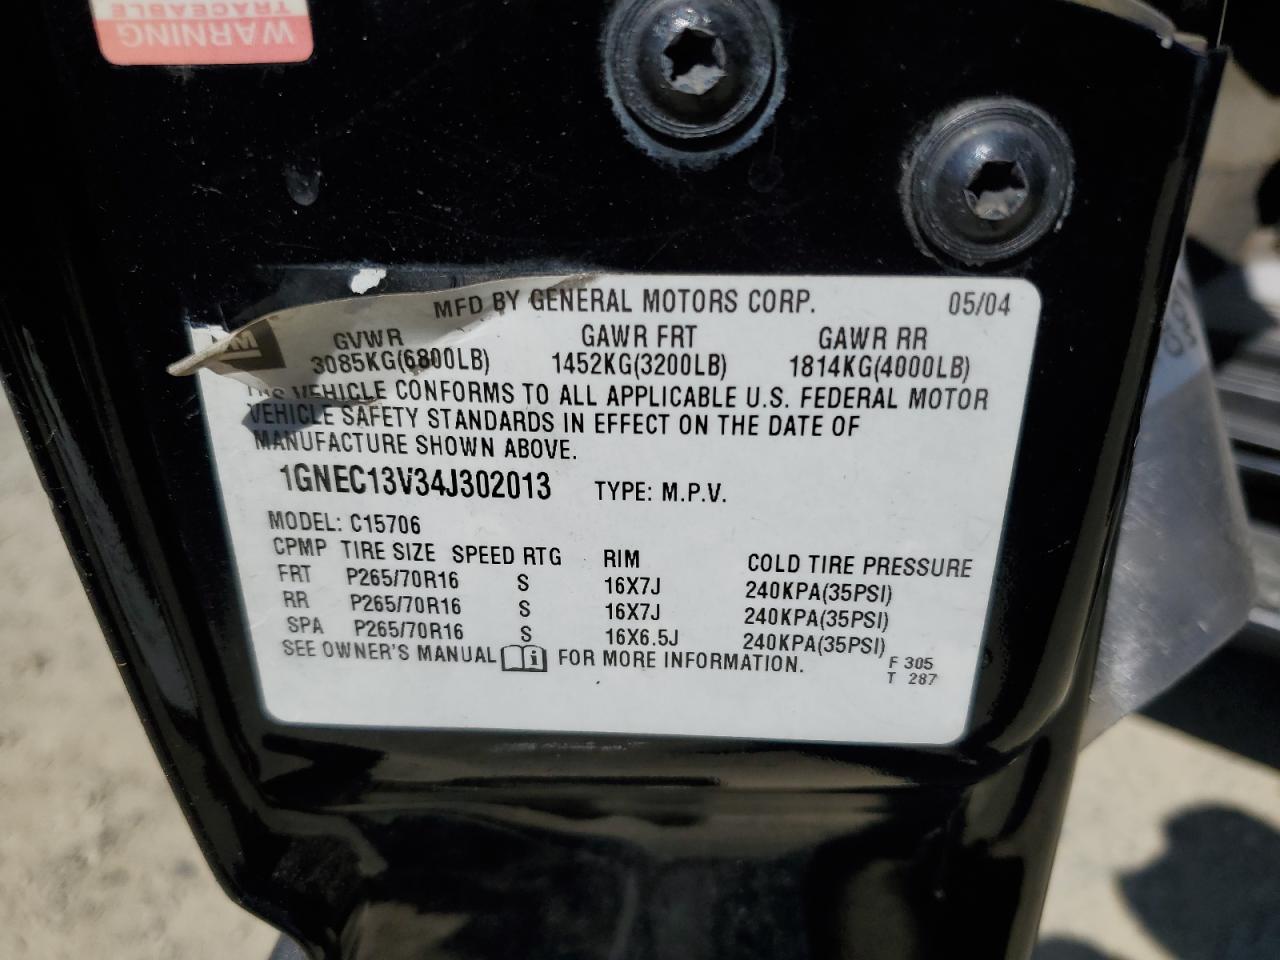 WARNING
TRACEABLE
MFD BY GENERAL MOTORS CORP. 05/04
GM GVWR GAWR FRT GAWR RR
3085KG(6800LB) 1452KG(3200LB) 1814KG(4000LB)
THIS VEHICLE CONFORMS TO ALL APPLICABLE U.S. FEDERAL MOTOR
VEHICLE SAFETY STANDARDS IN EFFECT ON THE DATE OF
MANUFACTURE SHOWN ABOVE.
1GNEC13V34J302013 TYPE: M.P.V.
MODEL: C15706
CPMP TIRE SIZE SPEED RTG RIM COLD TIRE PRESSURE
FRT P265/70R16 S 16X7J 240KPA(35PSI)
RR P265/70R16 S 16X7J 240KPA(35PSI)
SPA P265/70R16 S 16X6.5J 240KPA(35PSI)
SEE OWNER'S MANUAL FOR MORE INFORMATION.
F 305
T 287